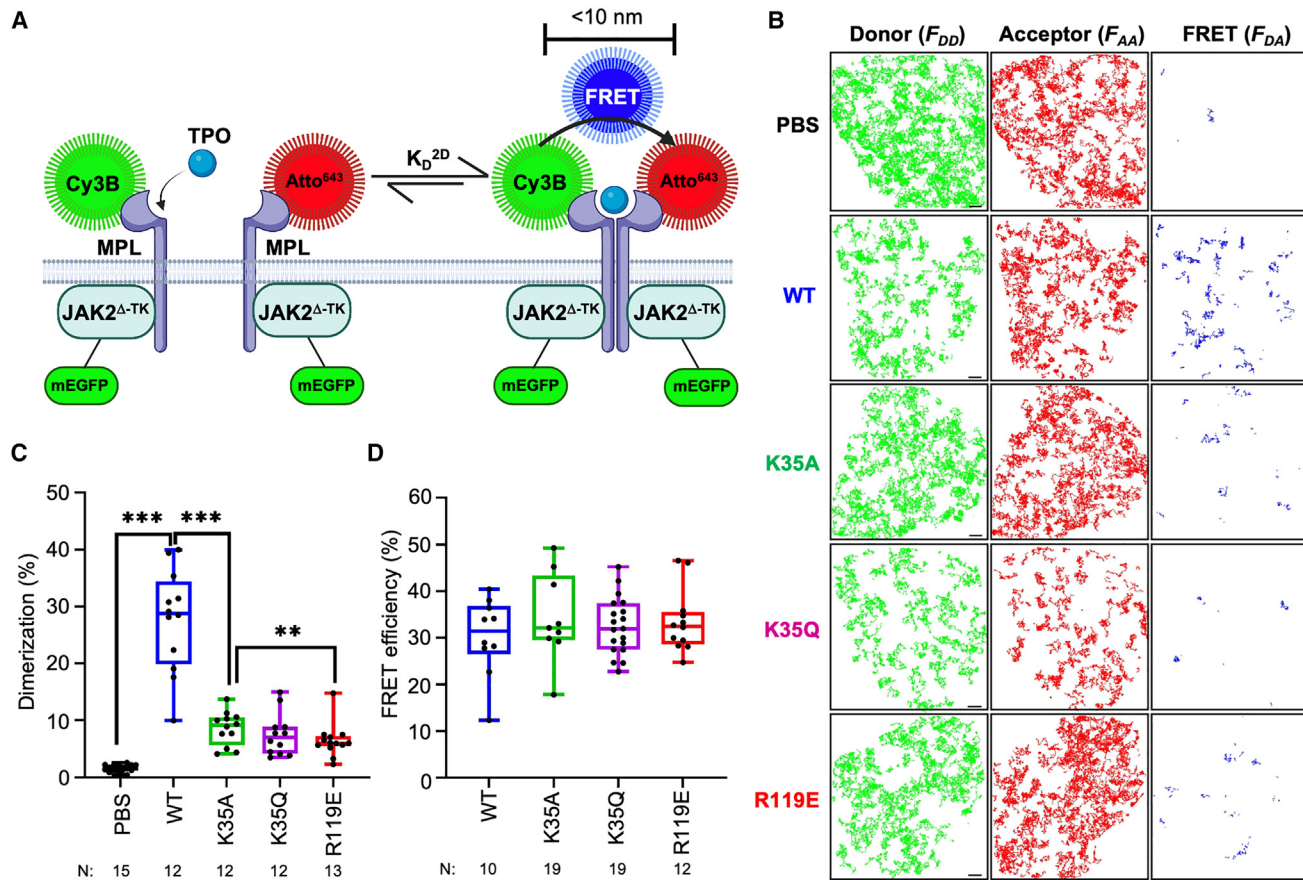 A
<10 nm
FRET
TPO
Cy3B
Atto⁶⁴³
K_D^2D
Cy3B
Atto⁶⁴³
MPL
MPL
JAK2^Δ-TK
JAK2^Δ-TK
JAK2^Δ-TK
JAK2^Δ-TK
mEGFP
mEGFP
mEGFP
mEGFP
B
Donor (F_DD)
Acceptor (F_AA)
FRET (F_DA)
PBS
WT
K35A
K35Q
R119E
C
Dimerization (%)
50
40
30
20
10
0
***
***
**
PBS
WT
K35A
K35Q
R119E
N: 15 12 12 12 13
D
FRET efficiency (%)
60
50
40
30
20
10
0
WT
K35A
K35Q
R119E
N: 10 19 19 12